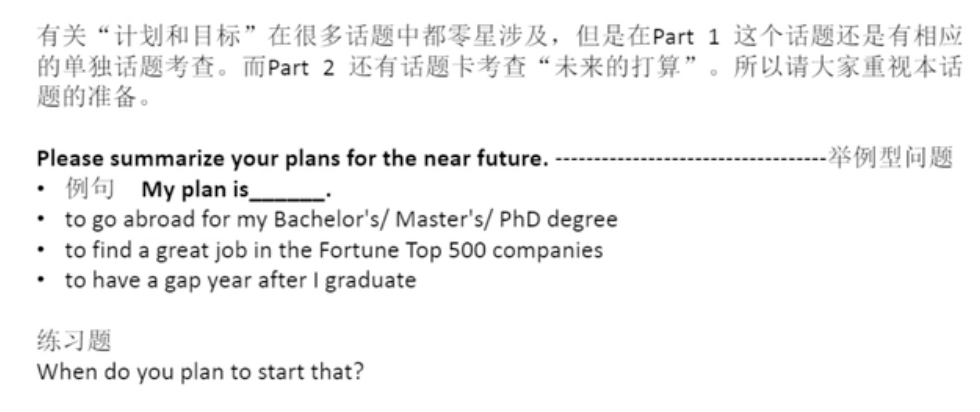 有关“计划和目标”在很多话题中都零星涉及，但是在Part 1 这个话题还是有相应
的单独话题考查。而Part 2 还有话题卡考查“未来的打算”。所以请大家重视本话
题的准备。
Please summarize your plans for the near future. -----------------------------------举例型问题
• 例句 My plan is______.
• to go abroad for my Bachelor's/ Master's/ PhD degree
• to find a great job in the Fortune Top 500 companies
• to have a gap year after I graduate
练习题
When do you plan to start that?